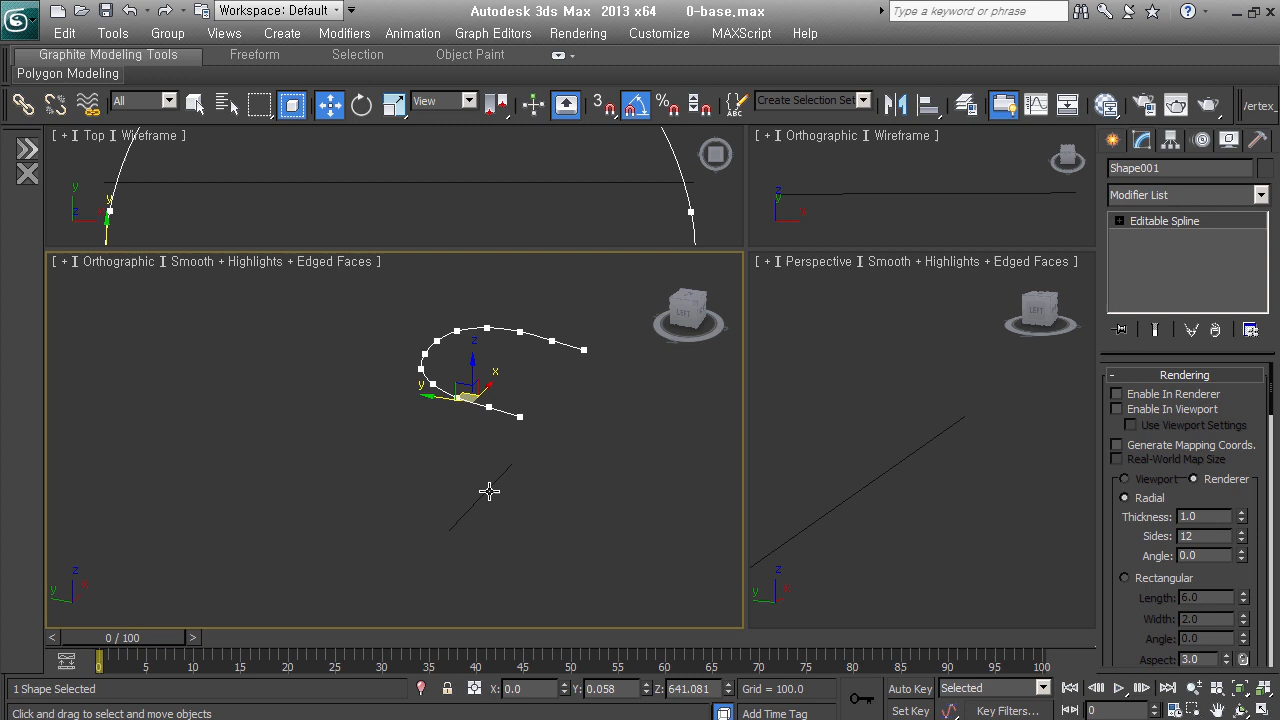 Workspace: Default
Autodesk 3ds Max  2013 x64    0-base.max
Type a keyword or phrase
Edit Tools Group Views Create Modifiers Animation Graph Editors Rendering Customize MAXScript Help
Graphite Modeling Tools Freeform Selection Object Paint
Polygon Modeling
All View 3 ABC Create Selection Set ertex_
[ + ] Top ] Wireframe ]
[ + ] Orthographic ] Wireframe ]
Shape001
Modifier List
Editable Spline
[ + ] Orthographic ] Smooth + Highlights + Edged Faces ]
[ + ] Perspective ] Smooth + Highlights + Edged Faces ]
LEFT
LEFT
y
z
z
y
z
x
y
z
y
z
y
- Rendering
Enable In Renderer
Enable In Viewport
Use Viewport Settings
Generate Mapping Coords.
Real-World Map Size
Viewport Renderer
Radial
Thickness: 1.0
Sides: 12
Angle: 0.0
Rectangular
Length: 6.0
Width: 2.0
Angle: 0.0
Aspect: 3.0
< 0 / 100 >
0 5 10 15 20 25 30 35 40 45 50 55 60 65 70 75 80 85 90 95 100
1 Shape Selected X: 0.0 Y: 0.058 Z: 641.081 Grid = 100.0 Auto Key Selected
Click and drag to select and move objects Add Time Tag Set Key Key Filters... 0